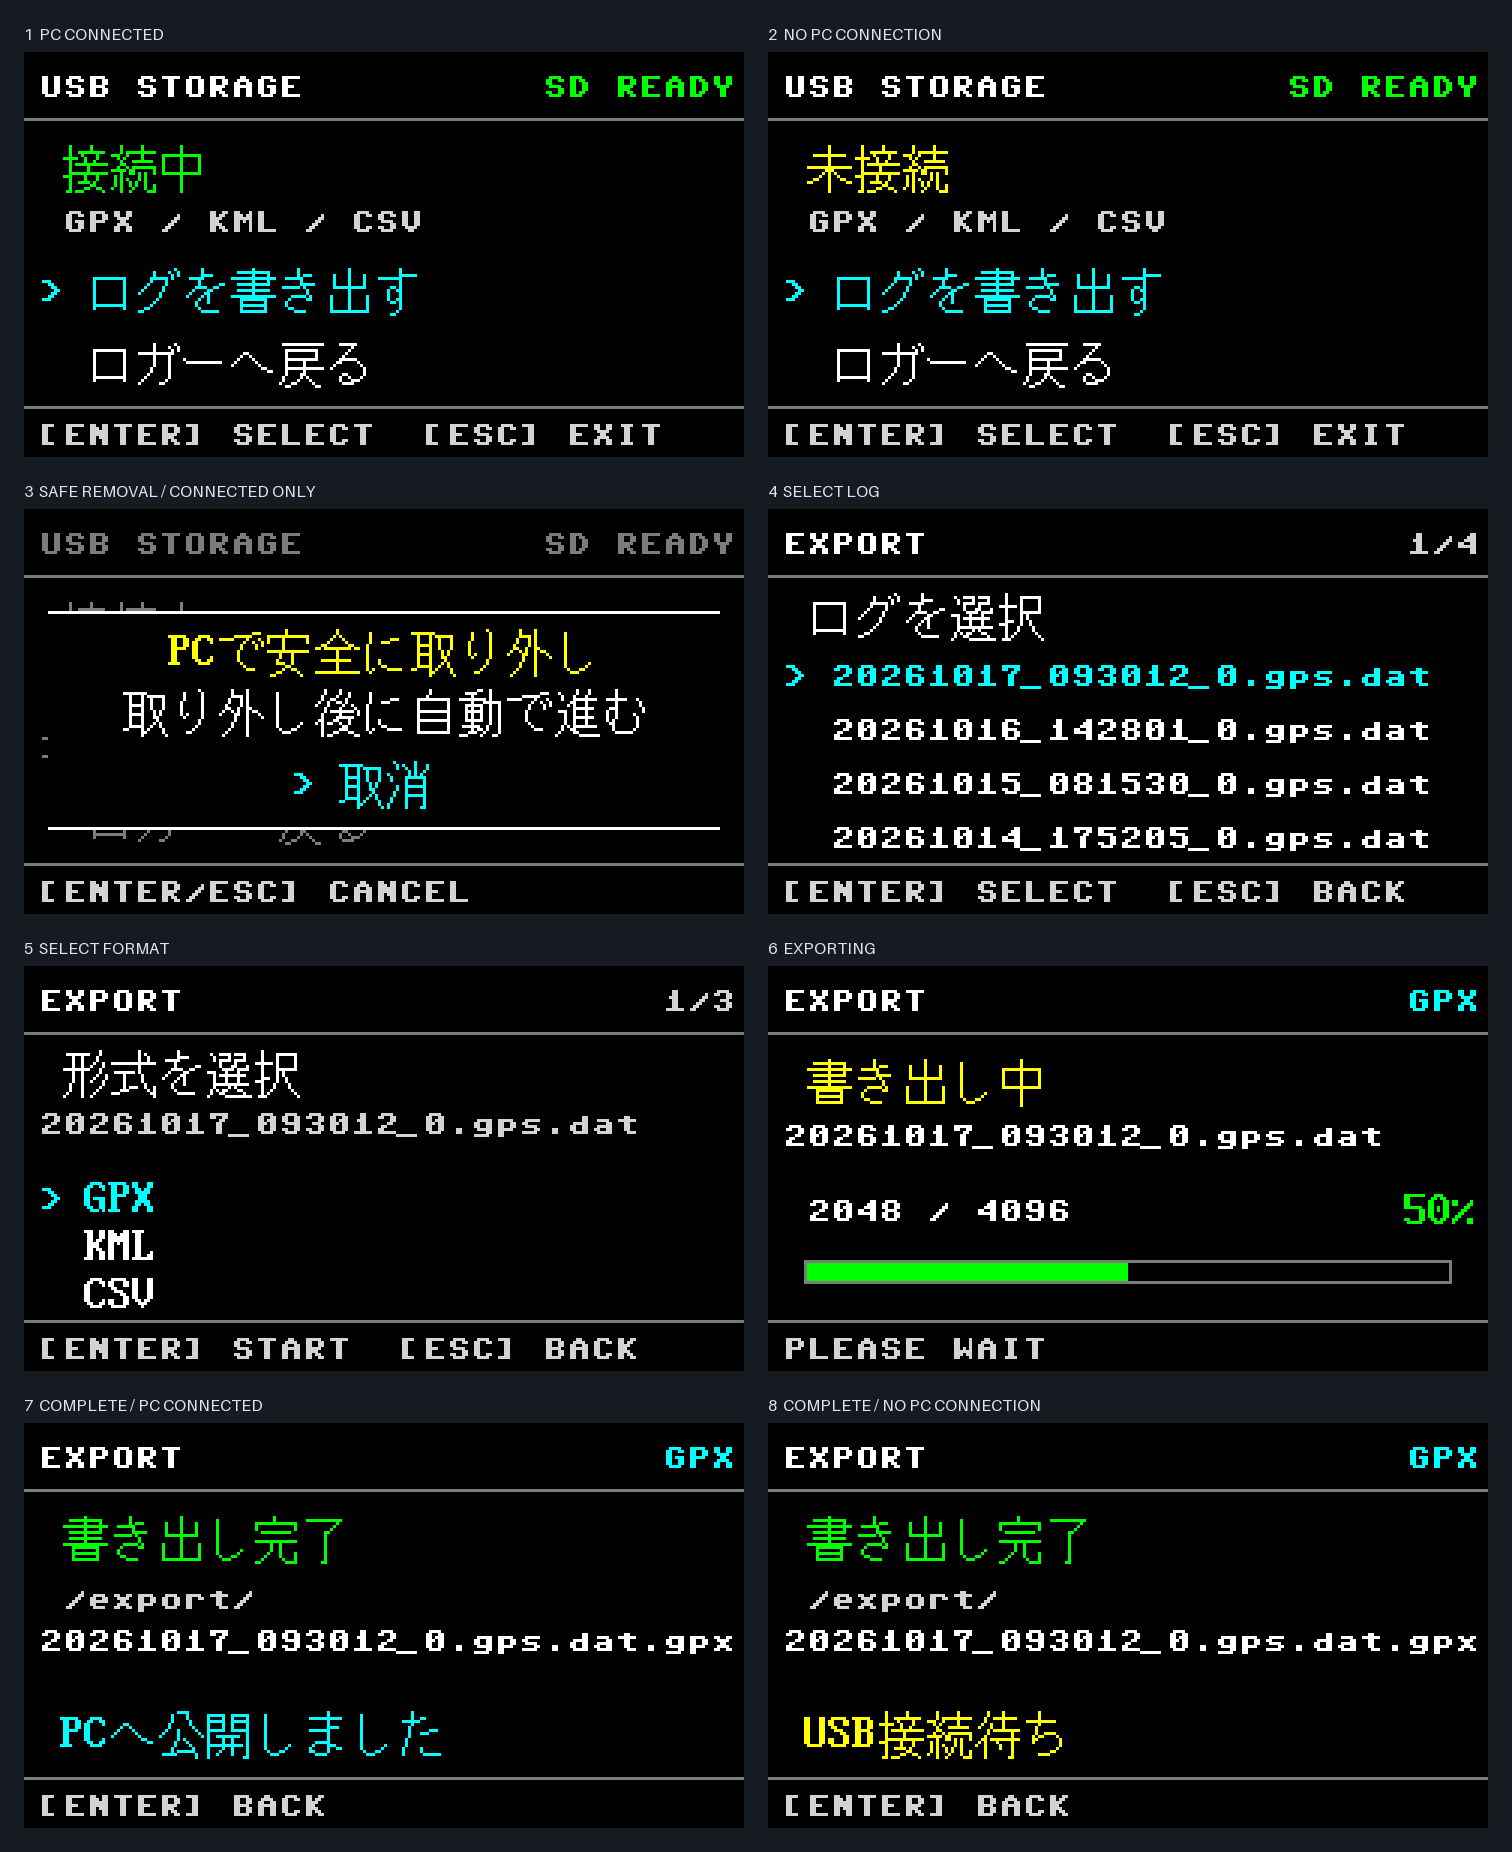 1 PC CONNECTED
USB STORAGE SD READY
接続中
GPX / KML / CSV
> ログを書き出す
ロガーへ戻る
[ENTER] SELECT [ESC] EXIT
2 NO PC CONNECTION
USB STORAGE SD READY
未接続
GPX / KML / CSV
> ログを書き出す
ロガーへ戻る
[ENTER] SELECT [ESC] EXIT
3 SAFE REMOVAL / CONNECTED ONLY
USB STORAGE SD READY
PCで安全に取り外し
取り外し後に自動で進む
> 取消
[ENTER/ESC] CANCEL
4 SELECT LOG
EXPORT 1/4
ログを選択
> 20261017_093012_0.gps.dat
20261016_142801_0.gps.dat
20261015_081530_0.gps.dat
20261014_175205_0.gps.dat
[ENTER] SELECT [ESC] BACK
5 SELECT FORMAT
EXPORT 1/3
形式を選択
20261017_093012_0.gps.dat
> GPX
KML
CSV
[ENTER] START [ESC] BACK
6 EXPORTING
EXPORT GPX
書き出し中
20261017_093012_0.gps.dat
2048 / 4096 50%
PLEASE WAIT
7 COMPLETE / PC CONNECTED
EXPORT GPX
書き出し完了
/export/
20261017_093012_0.gps.dat.gpx
PCへ公開しました
[ENTER] BACK
8 COMPLETE / NO PC CONNECTION
EXPORT GPX
書き出し完了
/export/
20261017_093012_0.gps.dat.gpx
USB接続待ち
[ENTER] BACK